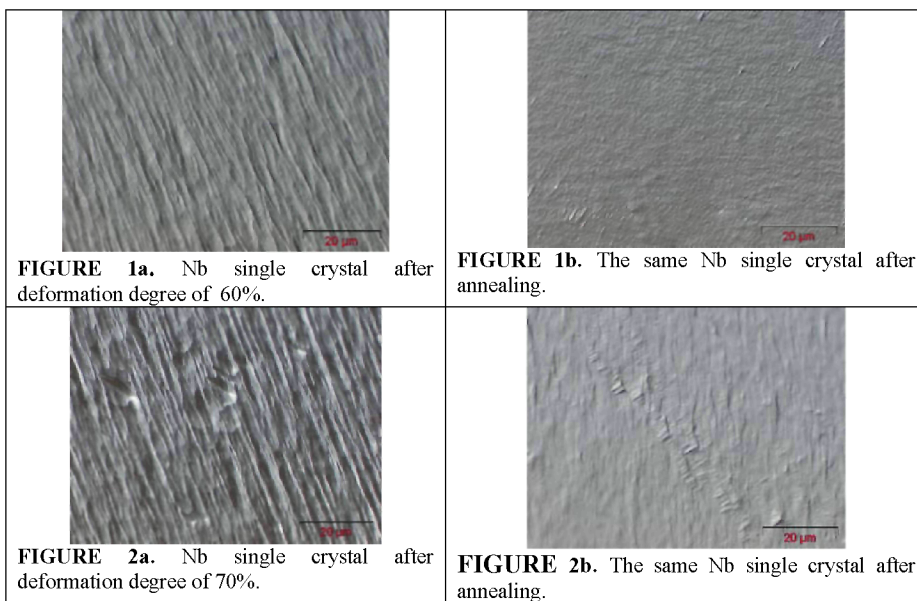 20 µm
FIGURE 1a. Nb single crystal after
deformation degree of 60%.
20 µm
FIGURE 1b. The same Nb single crystal after
annealing.
20 µm
FIGURE 2a. Nb single crystal after
deformation degree of 70%.
20 µm
FIGURE 2b. The same Nb single crystal after
annealing.